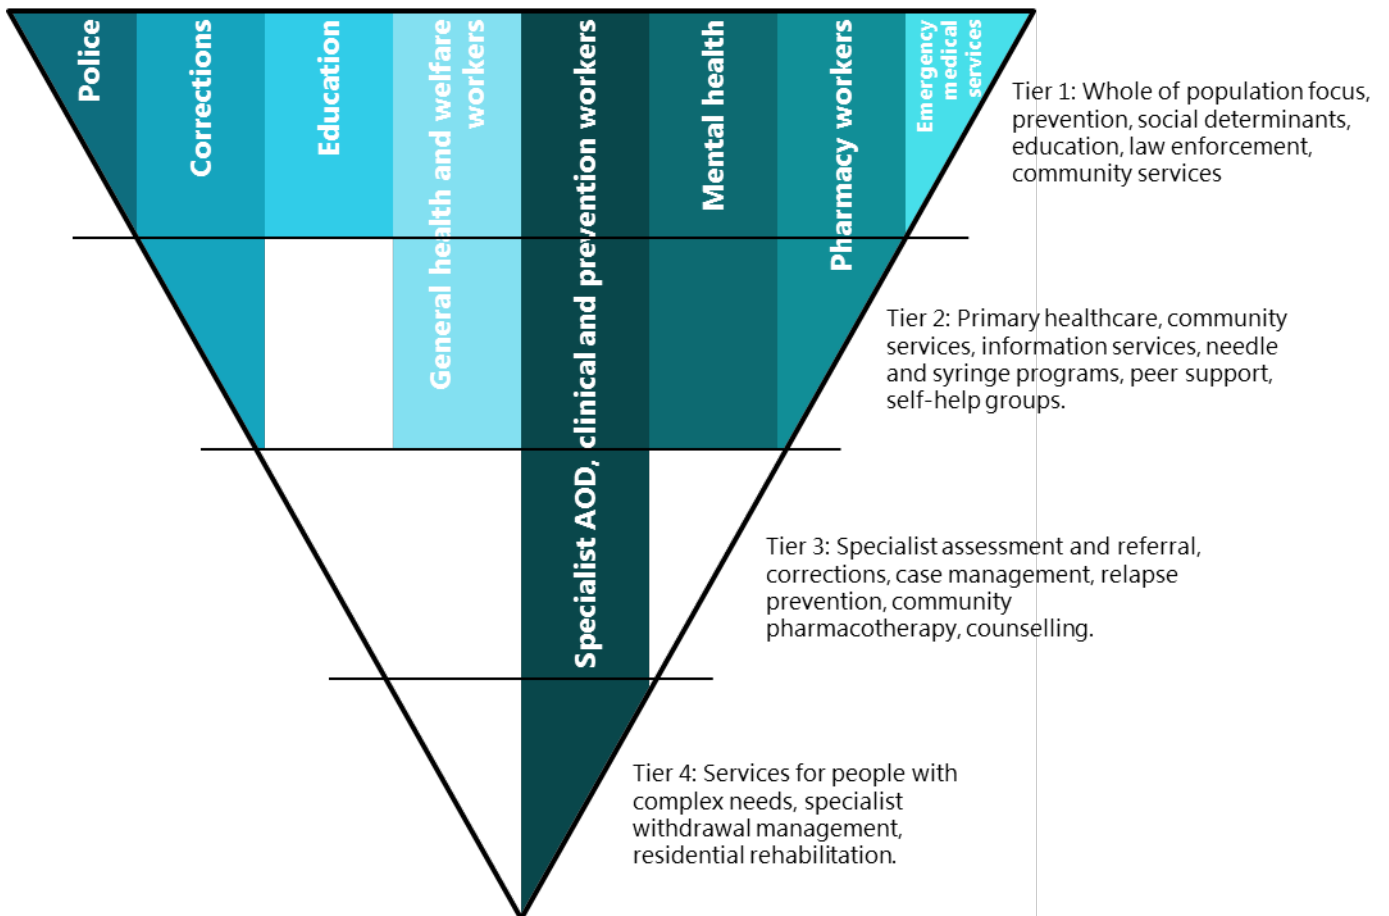 Police
Corrections
Education
General health and welfare
workers
Specialist AOD, clinical and prevention workers
Mental health
Pharmacy workers
Emergency
medical
services
Tier 1: Whole of population focus,
prevention, social determinants,
education, law enforcement,
community services
Tier 2: Primary healthcare, community
services, information services, needle
and syringe programs, peer support,
self-help groups.
Tier 3: Specialist assessment and referral,
corrections, case management, relapse
prevention, community
pharmacotherapy, counselling.
Tier 4: Services for people with
complex needs, specialist
withdrawal management,
residential rehabilitation.